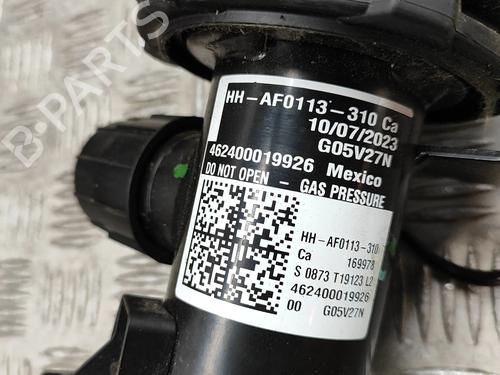 B-PARTS
HH-AF0113-310 Ca
10/07/2023
G05V27N
462400019926 Mexico
DO NOT OPEN - GAS PRESSURE
HH-AF0113-310
Ca 169978
S 0873 T19123 L2
462400019926
00 G05V27N